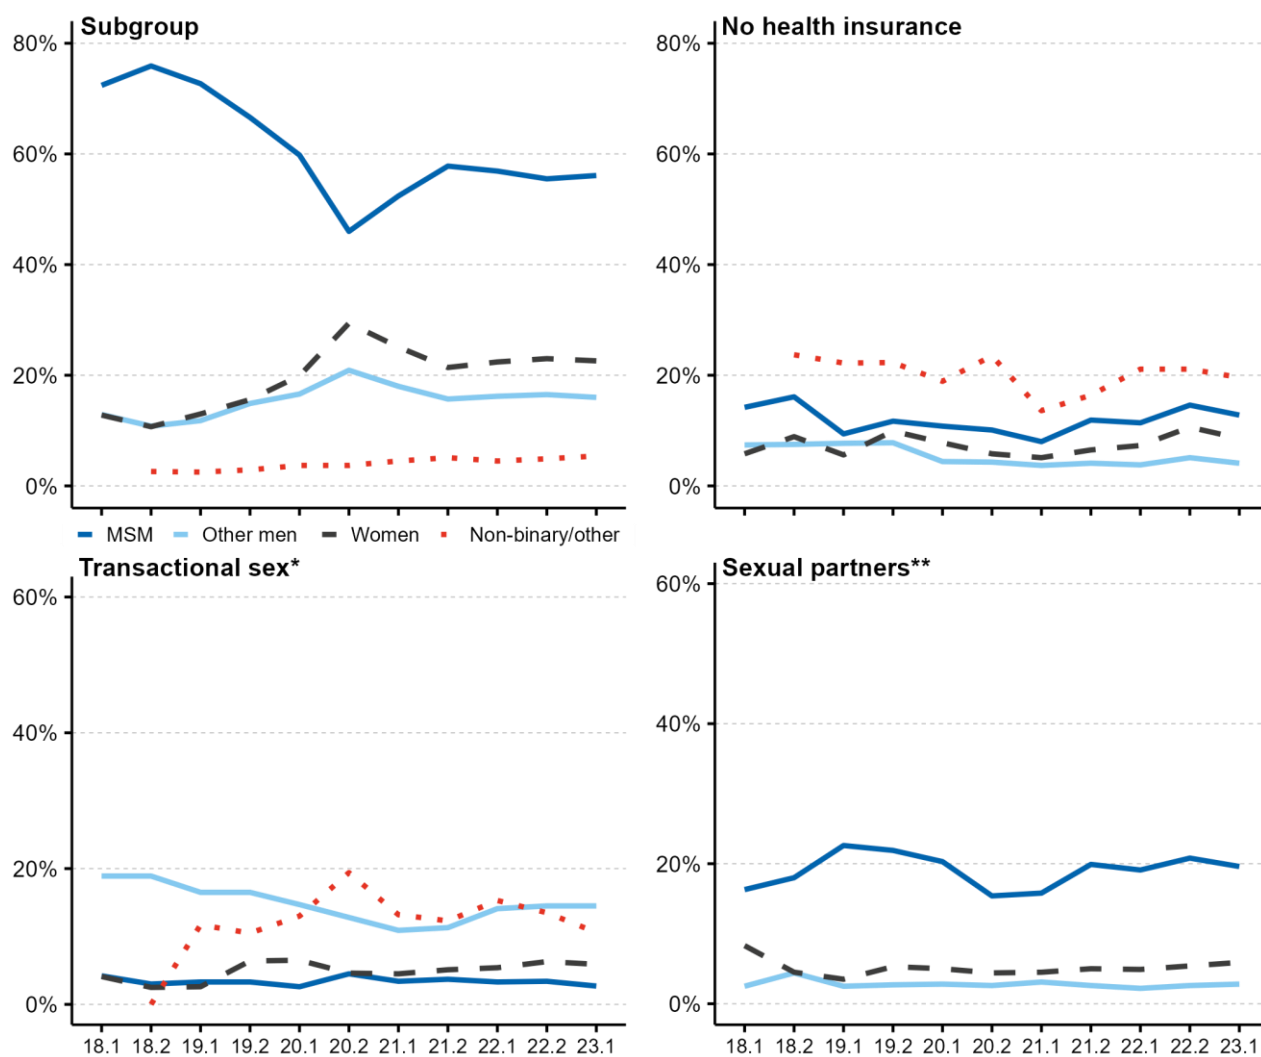 Subgroup
80%
60%
40%
20%
0%
No health insurance
80%
60%
40%
20%
0%
MSM Other men Women Non-binary/other
Transactional sex*
60%
40%
20%
0%
18.1 18.2 19.1 19.2 20.1 20.2 21.1 21.2 22.1 22.2 23.1
Sexual partners**
60%
40%
20%
0%
18.1 18.2 19.1 19.2 20.1 20.2 21.1 21.2 22.1 22.2 23.1